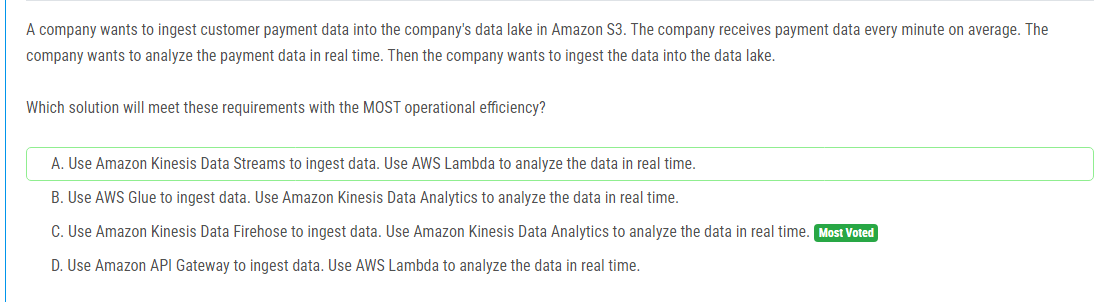 A company wants to ingest customer payment data into the company's data lake in Amazon S3. The company receives payment data every minute on average. The
company wants to analyze the payment data in real time. Then the company wants to ingest the data into the data lake.
Which solution will meet these requirements with the MOST operational efficiency?
A. Use Amazon Kinesis Data Streams to ingest data. Use AWS Lambda to analyze the data in real time.
B. Use AWS Glue to ingest data. Use Amazon Kinesis Data Analytics to analyze the data in real time.
C. Use Amazon Kinesis Data Firehose to ingest data. Use Amazon Kinesis Data Analytics to analyze the data in real time. Most Voted
D. Use Amazon API Gateway to ingest data. Use AWS Lambda to analyze the data in real time.